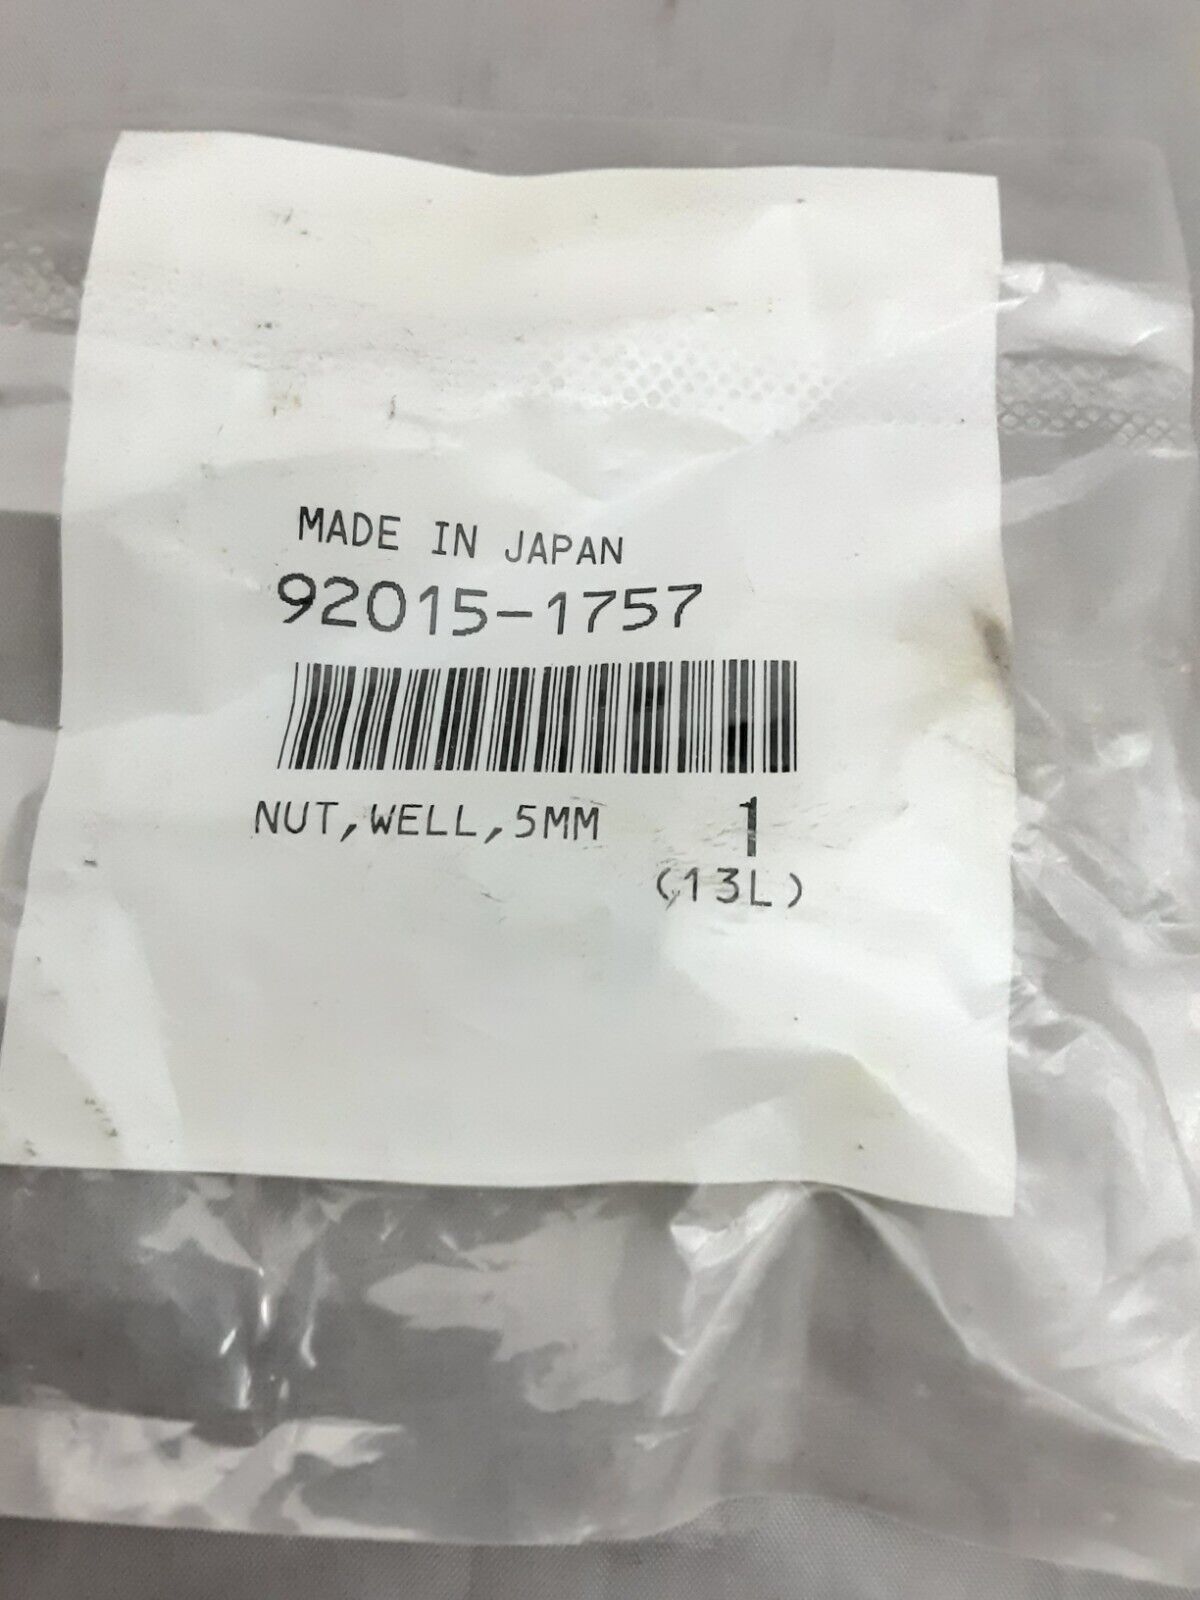 MADE IN JAPAN
92015-1757
NUT,WELL,5MM 1
(13L)